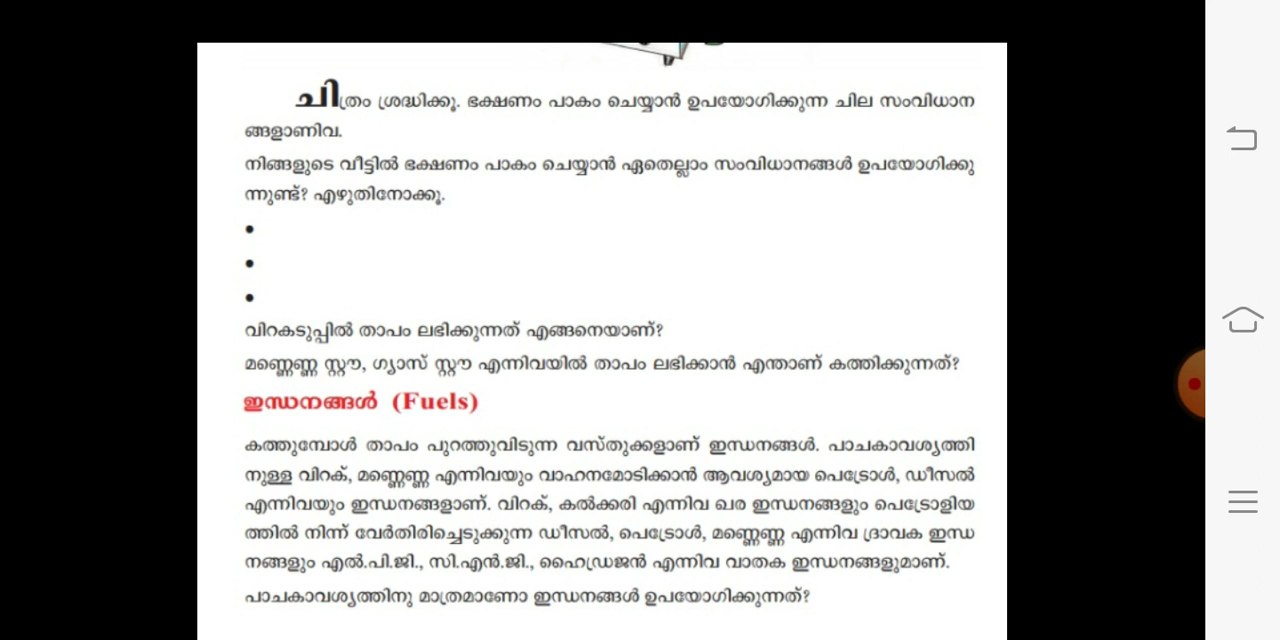 ചിത്രം ശ്രദ്ധിക്കൂ. ഭക്ഷണം പാകം ചെയ്യാൻ ഉപയോഗിക്കുന്ന ചില സംവിധാന
ങ്ങളാണിവ.
നിങ്ങളുടെ വീട്ടിൽ ഭക്ഷണം പാകം ചെയ്യാൻ ഏതെല്ലാം സംവിധാനങ്ങൾ ഉപയോഗിക്കു
ന്നുണ്ട്? എഴുതിനോക്കൂ.
•
•
•
വിറകടുപ്പിൽ താപം ലഭിക്കുന്നത് എങ്ങനെയാണ്?
മണ്ണെണ്ണ സ്റ്റൗ, ഗ്യാസ് സ്റ്റൗ എന്നിവയിൽ താപം ലഭിക്കാൻ എന്താണ് കത്തിക്കുന്നത്?
ഇന്ധനങ്ങൾ (Fuels)
കത്തുമ്പോൾ താപം പുറത്തുവിടുന്ന വസ്തുക്കളാണ് ഇന്ധനങ്ങൾ. പാചകാവശ്യത്തി
നുള്ള വിറക്, മണ്ണെണ്ണ എന്നിവയും വാഹനമോടിക്കാൻ ആവശ്യമായ പെട്രോൾ, ഡീസൽ
എന്നിവയും ഇന്ധനങ്ങളാണ്. വിറക്, കൽക്കരി എന്നിവ ഖര ഇന്ധനങ്ങളും പെട്രോളിയ
ത്തിൽ നിന്ന് വേർതിരിച്ചെടുക്കുന്ന ഡീസൽ, പെട്രോൾ, മണ്ണെണ്ണ എന്നിവ ദ്രാവക ഇന്ധ
നങ്ങളും എൽ.പി.ജി., സി.എൻ.ജി., ഹൈഡ്രജൻ എന്നിവ വാതക ഇന്ധനങ്ങളുമാണ്.
പാചകാവശ്യത്തിനു മാത്രമാണോ ഇന്ധനങ്ങൾ ഉപയോഗിക്കുന്നത്?